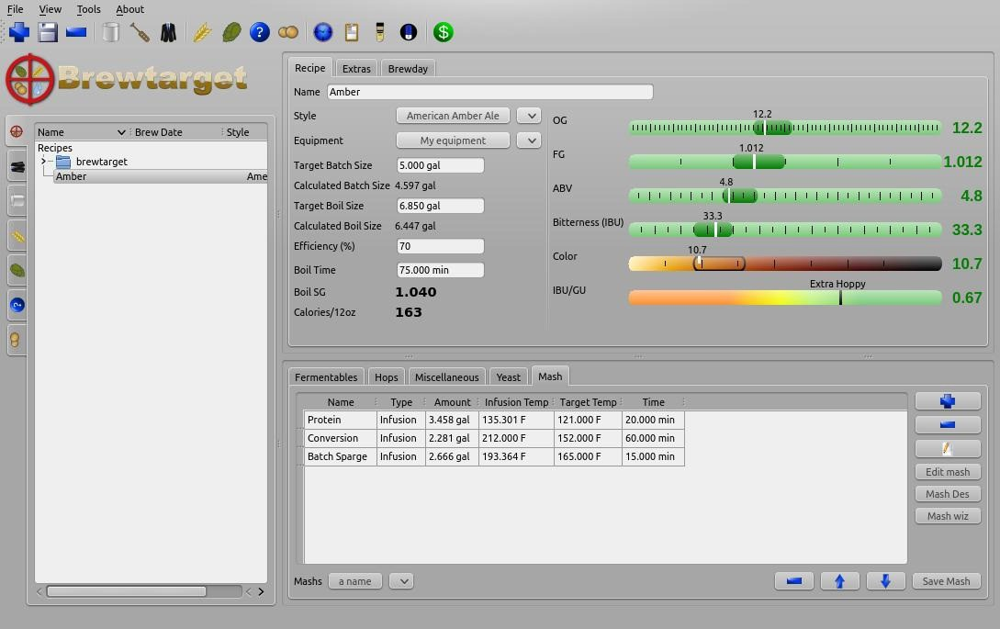 File View Tools About
Brewtarget
Name Brew Date Style
Recipes
brewtarget
Amber Ame
Recipe Extras Brewday
Name Amber
Style American Amber Ale
Equipment My equipment
Target Batch Size 5.000 gal
Calculated Batch Size 4.597 gal
Target Boil Size 6.850 gal
Calculated Boil Size 6.447 gal
Efficiency (%) 70
Boil Time 75.000 min
Boil SG 1.040
Calories/12oz 163
12.2
OG 12.2
1.012
FG 1.012
4.8
ABV 4.8
33.3
Bitterness (IBU) 33.3
10.7
Color 10.7
Extra Hoppy
IBU/GU 0.67
Fermentables Hops Miscellaneous Yeast Mash
Name Type Amount Infusion Temp Target Temp Time
Protein Infusion 3.458 gal 135.301 F 121.000 F 20.000 min
Conversion Infusion 2.281 gal 212.000 F 152.000 F 60.000 min
Batch Sparge Infusion 2.666 gal 193.364 F 165.000 F 15.000 min
Edit mash
Mash Des
Mash wiz
Mashs a name Save Mash